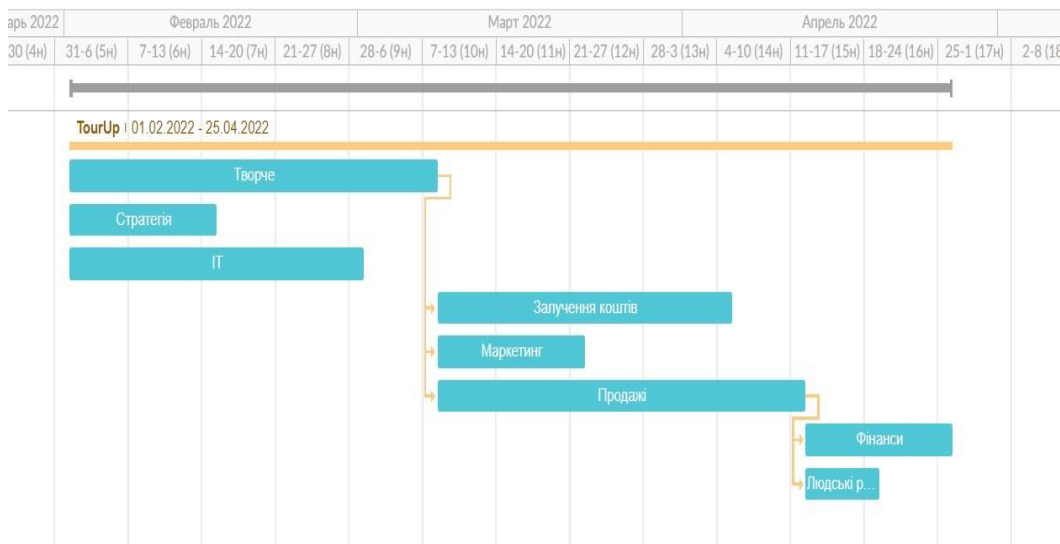 арь 2022 Февраль 2022 Март 2022 Апрель 2022
30 (4н) 31-6 (5н) 7-13 (6н) 14-20 (7н) 21-27 (8н) 28-6 (9н) 7-13 (10н) 14-20 (11н) 21-27 (12н) 28-3 (13н) 4-10 (14н) 11-17 (15н) 18-24 (16н) 25-1 (17н) 2-8 (18
TourUp 01.02.2022 - 25.04.2022
Творче
Стратегія
ІТ
Залучення коштів
Маркетинг
Продажі
Фінанси
Людські р...